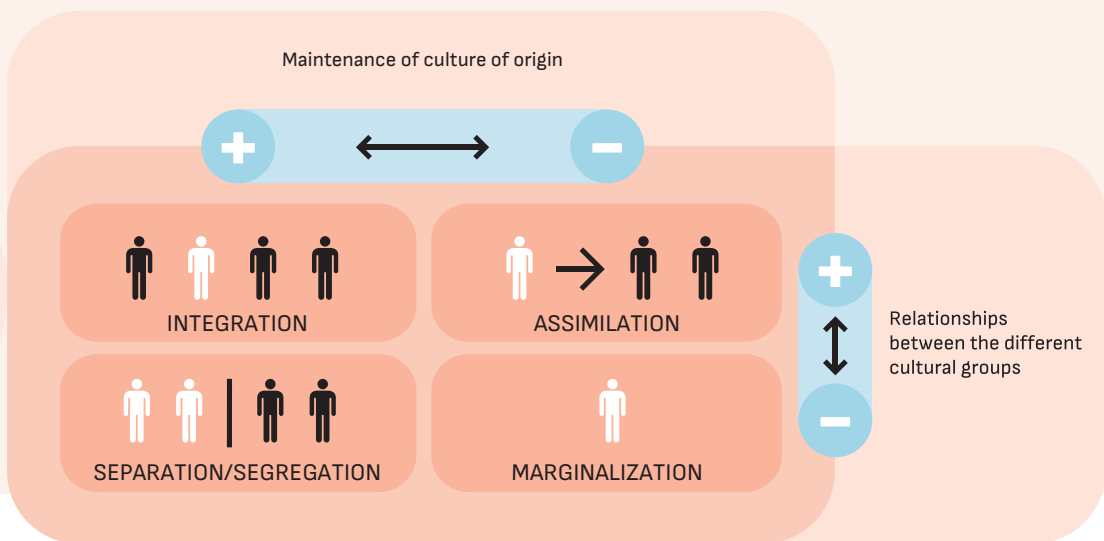 Maintenance of culture of origin
INTEGRATION
ASSIMILATION
Relationships
between the different
cultural groups
SEPARATION/SEGREGATION
MARGINALIZATION